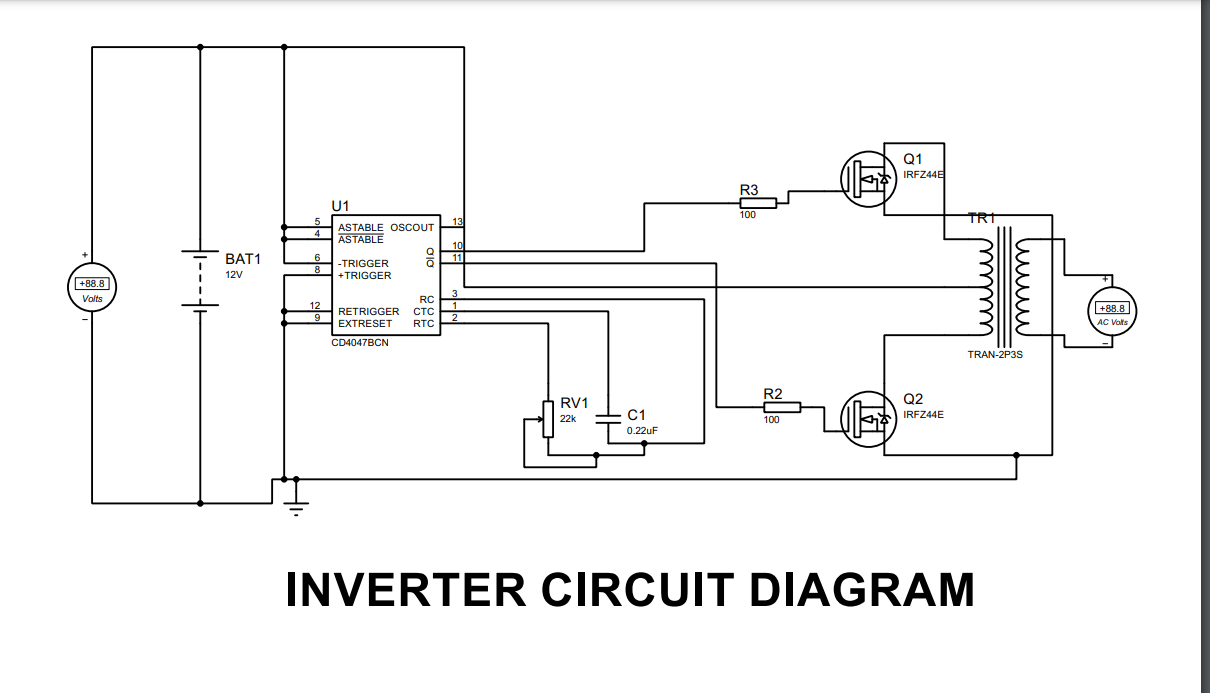 Q1
IRFZ44E
R3
100
U1
TR1
5
ASTABLE
OSCOUT
13
4
ASTABLE
Q
10
6
-TRIGGER
Q
11
8
+TRIGGER
RC
3
12
RETRIGGER
CTC
1
9
EXTRESET
RTC
2
CD4047BCN
+
+88.8
Volts
−
BAT1
12V
+
+88.8
AC Volts
−
TRAN-2P3S
RV1
22k
C1
0.22uF
R2
100
Q2
IRFZ44E
INVERTER CIRCUIT DIAGRAM